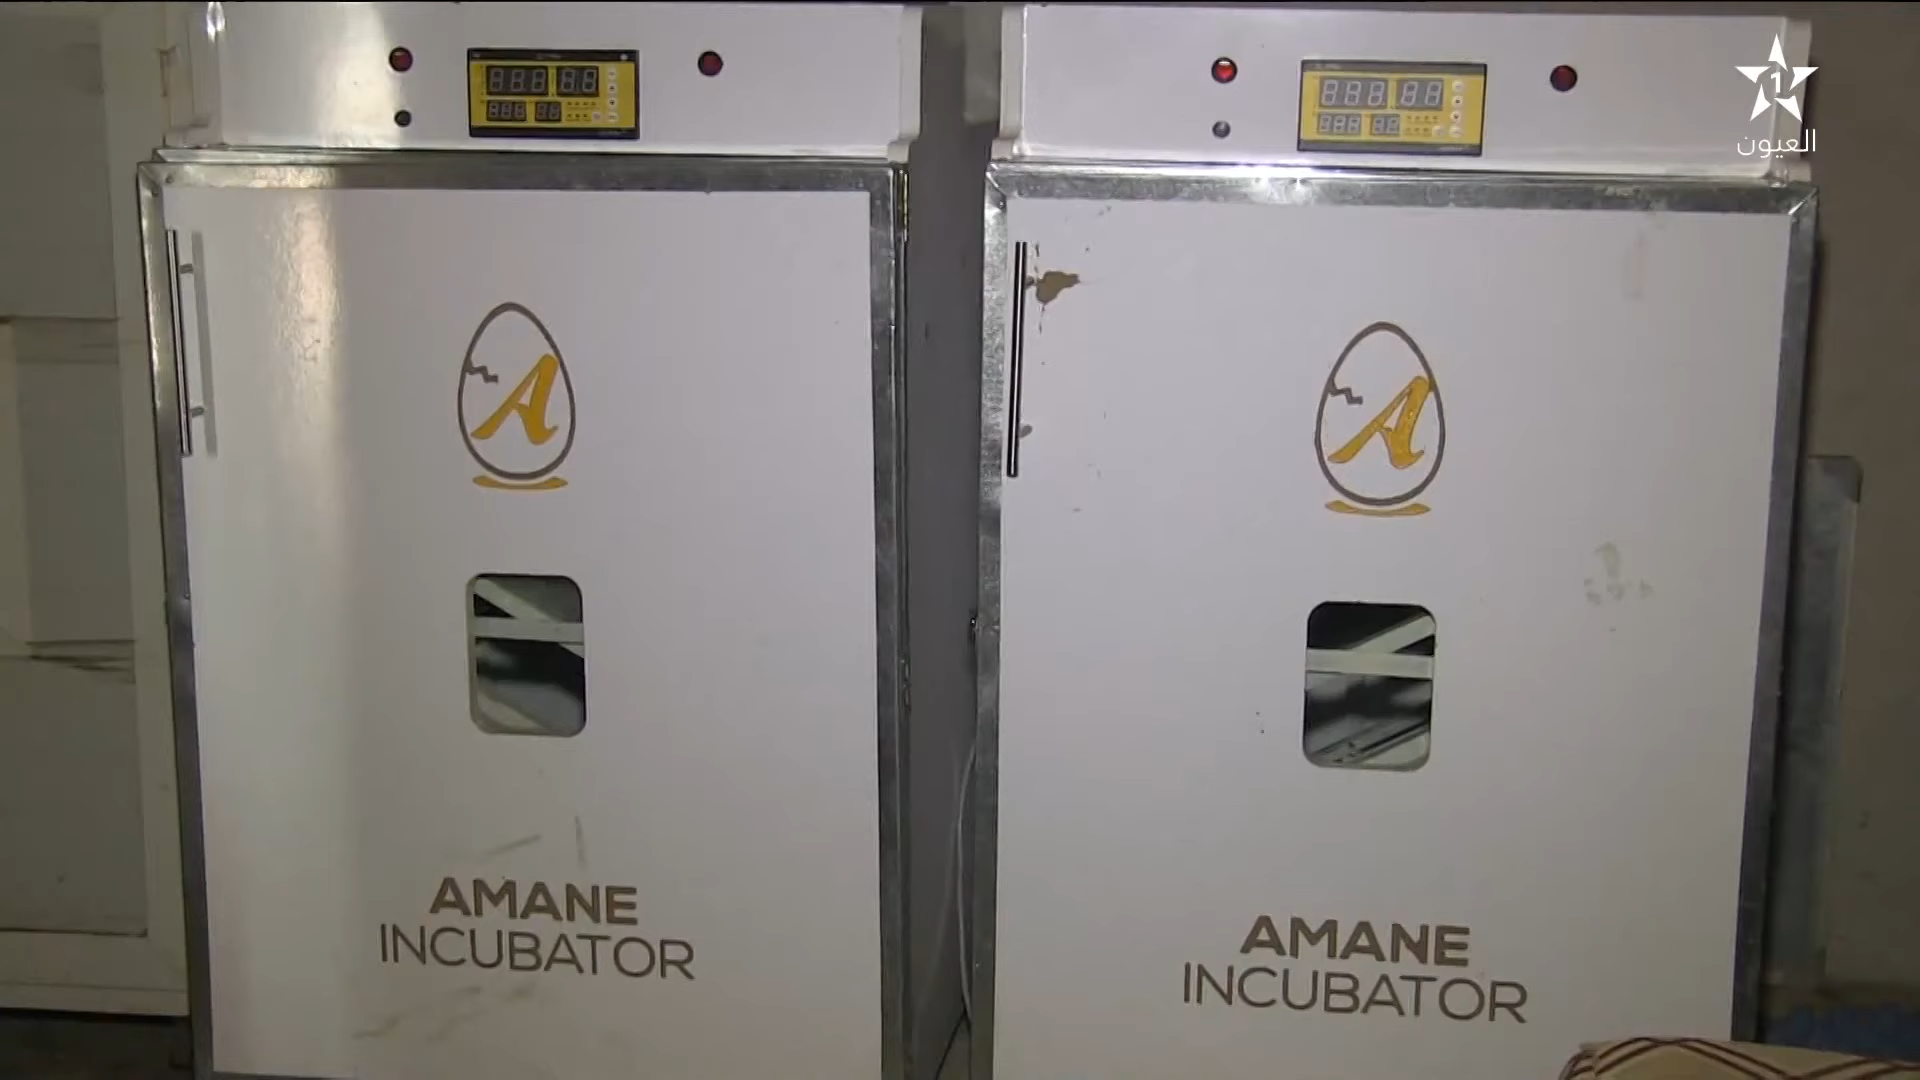 1
العيون
A
AMANE
INCUBATOR
A
AMANE
INCUBATOR